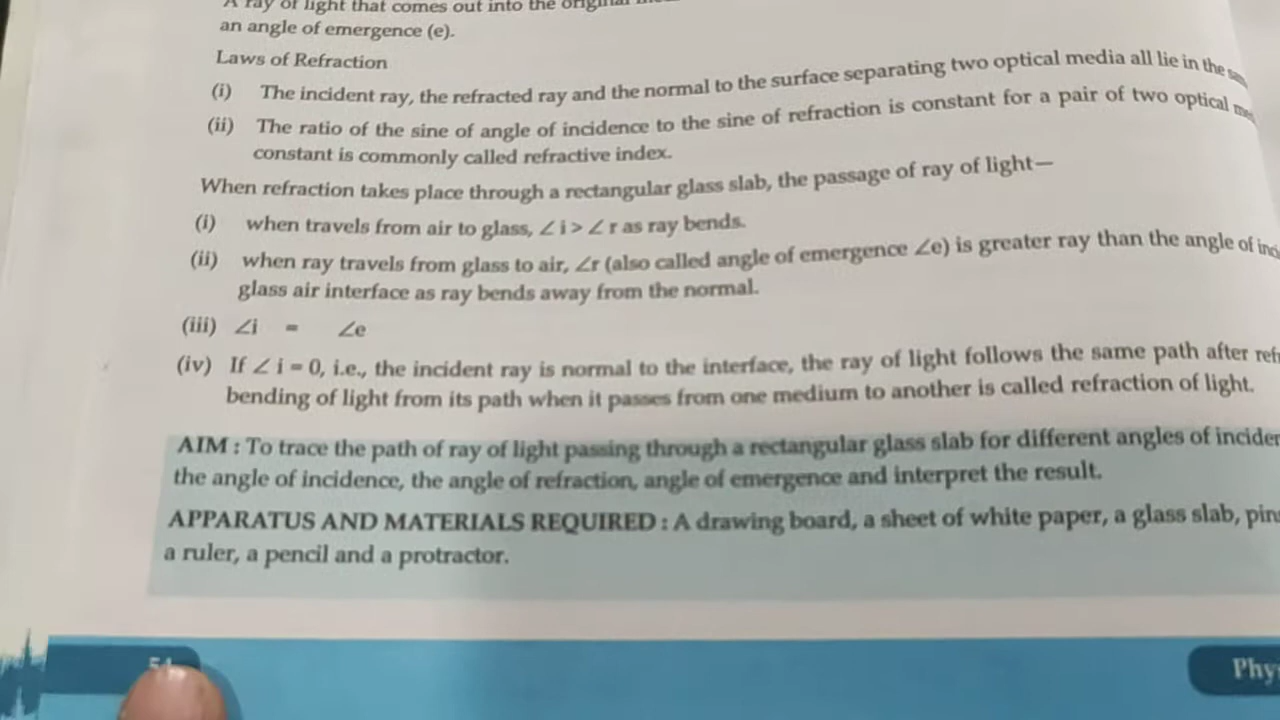 A ray of light that comes out into the original
an angle of emergence (e).
Laws of Refraction
(i) The incident ray, the refracted ray and the normal to the surface separating two optical media all lie in the
(ii) The ratio of the sine of angle of incidence to the sine of refraction is constant for a pair of two optical
constant is commonly called refractive index.
When refraction takes place through a rectangular glass slab, the passage of ray of light—
(i) when travels from air to glass, ∠i > ∠r as ray bends.
(ii) when ray travels from glass to air, ∠r (also called angle of emergence ∠e) is greater ray than the angle of
glass air interface as ray bends away from the normal.
(iii) ∠i = ∠e
(iv) If ∠i = 0, i.e., the incident ray is normal to the interface, the ray of light follows the same path after
bending of light from its path when it passes from one medium to another is called refraction of light.
AIM : To trace the path of ray of light passing through a rectangular glass slab for different angles of
the angle of incidence, the angle of refraction, angle of emergence and interpret the result.
APPARATUS AND MATERIALS REQUIRED : A drawing board, a sheet of white paper, a glass slab,
a ruler, a pencil and a protractor.